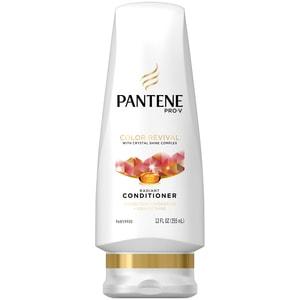 PANTENE
PRO-V
COLOR REVIVAL
WITH CRYSTAL SHINE COMPLEX
RADIANT
CONDITIONER
12 FL OZ (355 mL)